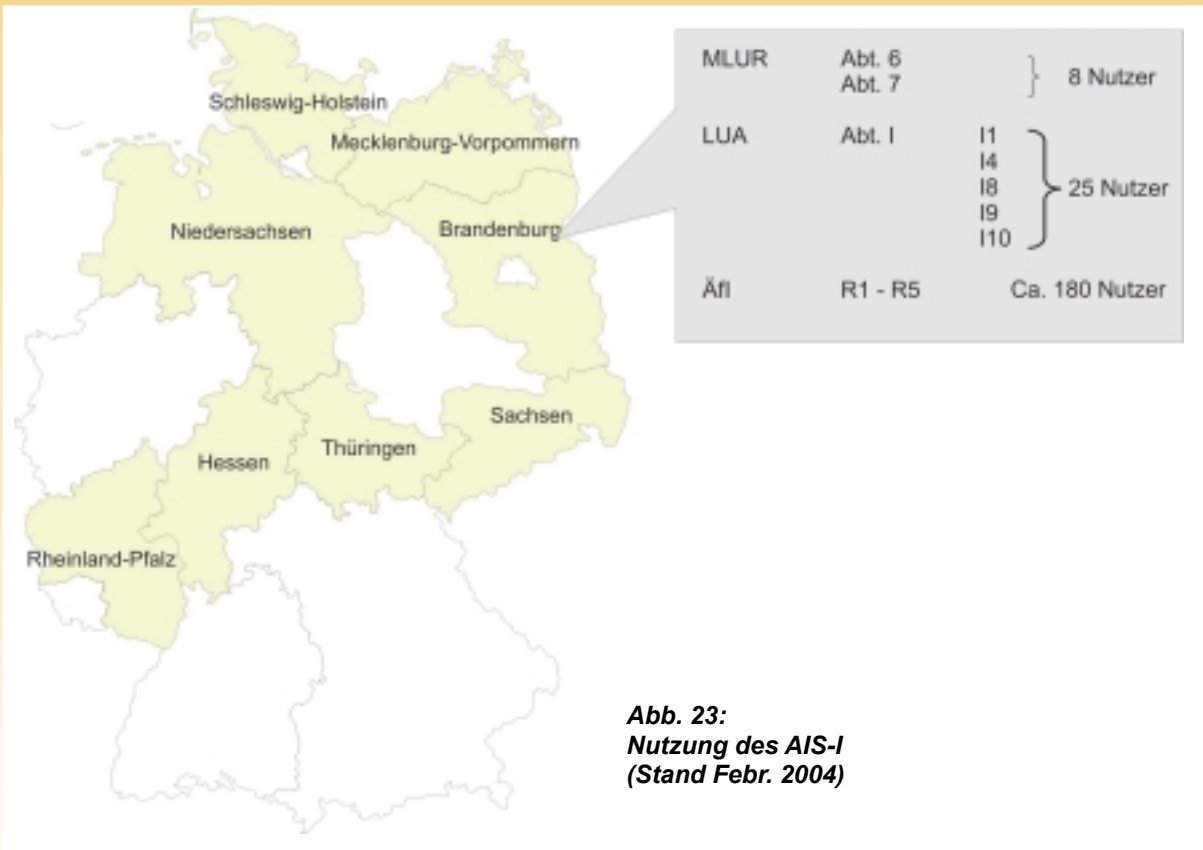 Schleswig-Holstein
Mecklenburg-Vorpommern
Niedersachsen
Brandenburg
Sachsen
Thüringen
Hessen
Rheinland-Pfalz
MLUR Abt. 6
Abt. 7 8 Nutzer
LUA Abt. I I1
I4
I8 25 Nutzer
I9
I10
Äfl R1 - R5 Ca. 180 Nutzer
Abb. 23:
Nutzung des AIS-I
(Stand Febr. 2004)